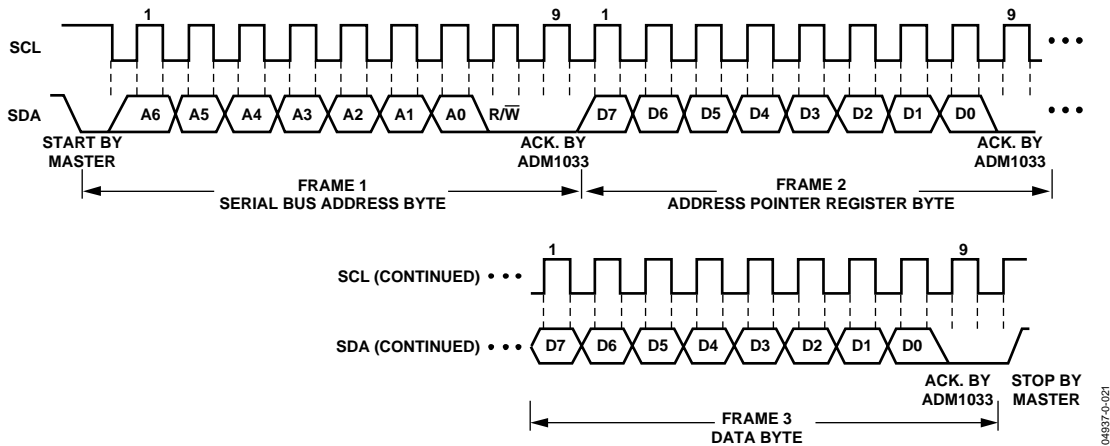 1 9 1 9
SCL
SDA A6 A5 A4 A3 A2 A1 A0 R/W̅ D7 D6 D5 D4 D3 D2 D1 D0
START BY MASTER
ACK. BY ADM1033
ACK. BY ADM1033
FRAME 1
SERIAL BUS ADDRESS BYTE
FRAME 2
ADDRESS POINTER REGISTER BYTE
1 9
SCL (CONTINUED)
SDA (CONTINUED) D7 D6 D5 D4 D3 D2 D1 D0
ACK. BY ADM1033
STOP BY MASTER
FRAME 3
DATA BYTE
04937-0-021